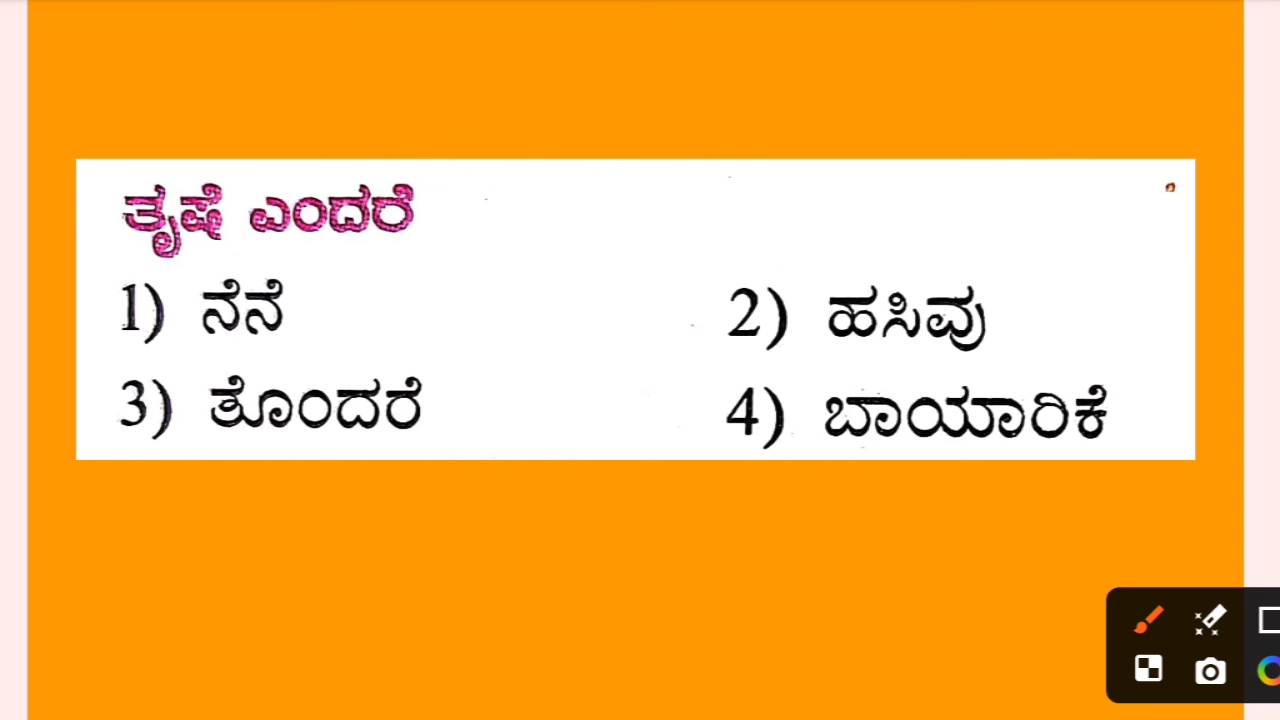 ತೃಷೆ ಎಂದರೆ
1) ನೆನೆ 2) ಹಸಿವು
3) ತೊಂದರೆ 4) ಬಾಯಾರಿಕೆ